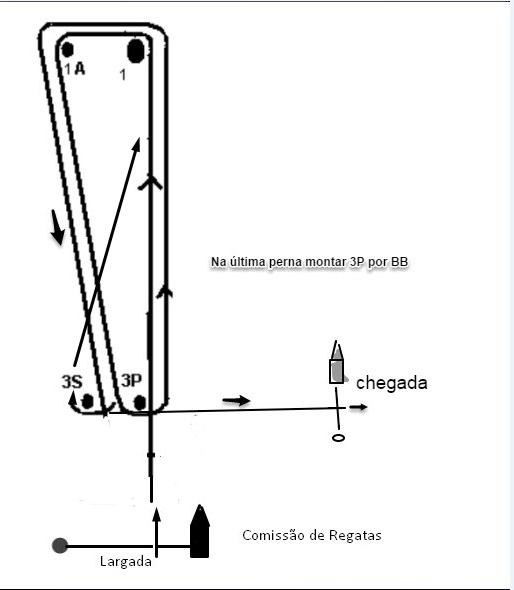 1A
1
Na última perna montar 3P por BB
3S 3P
chegada
Comissão de Regatas
Largada